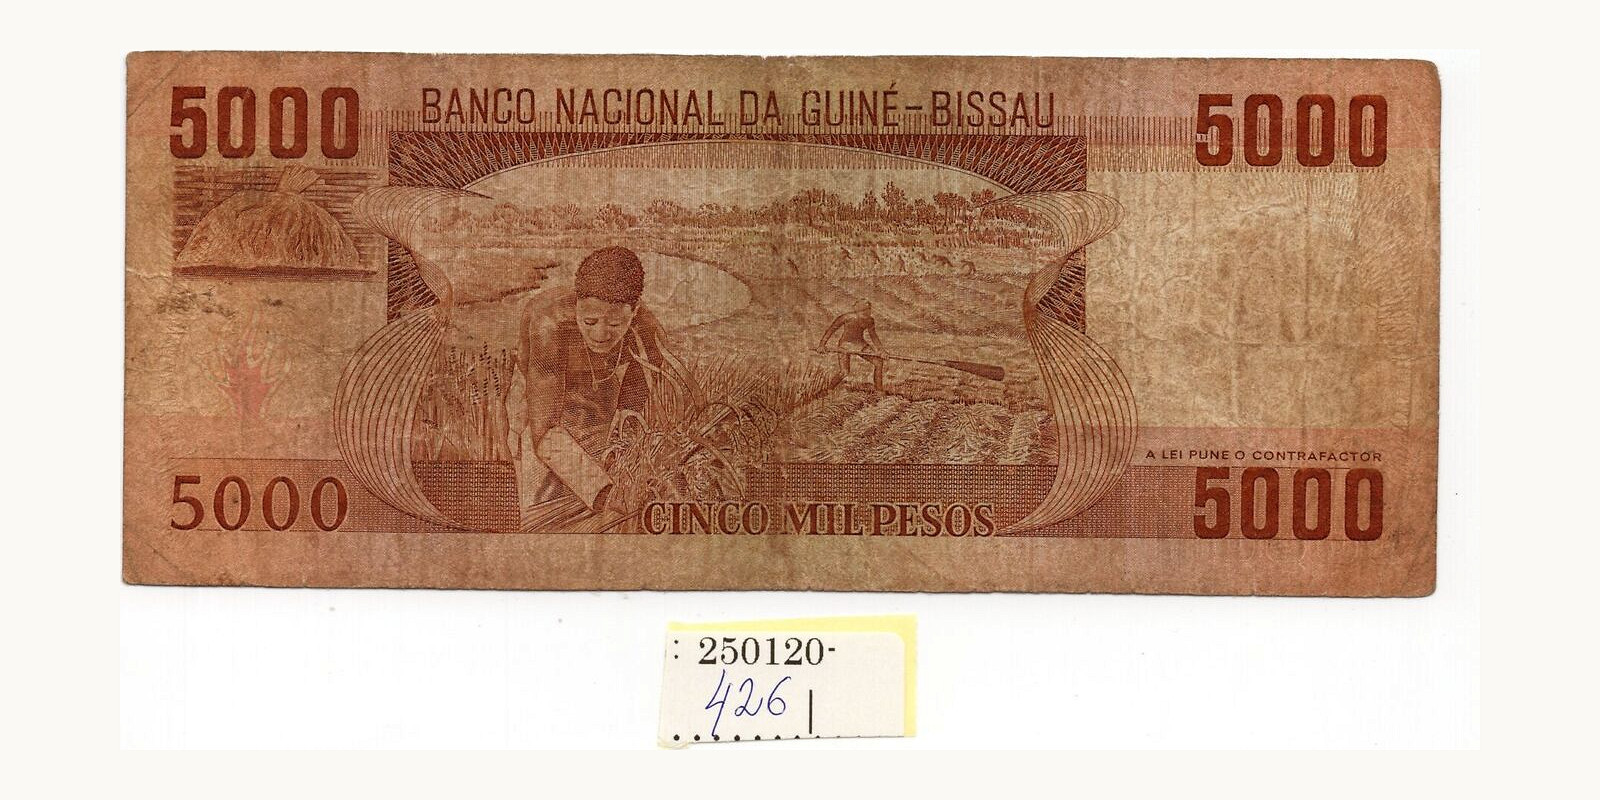 5000
BANCO NACIONAL DA GUINÉ-BISSAU
5000
A LEI PUNE O CONTRAFACTOR
5000
CINCO MIL PESOS
5000
: 250120-
426